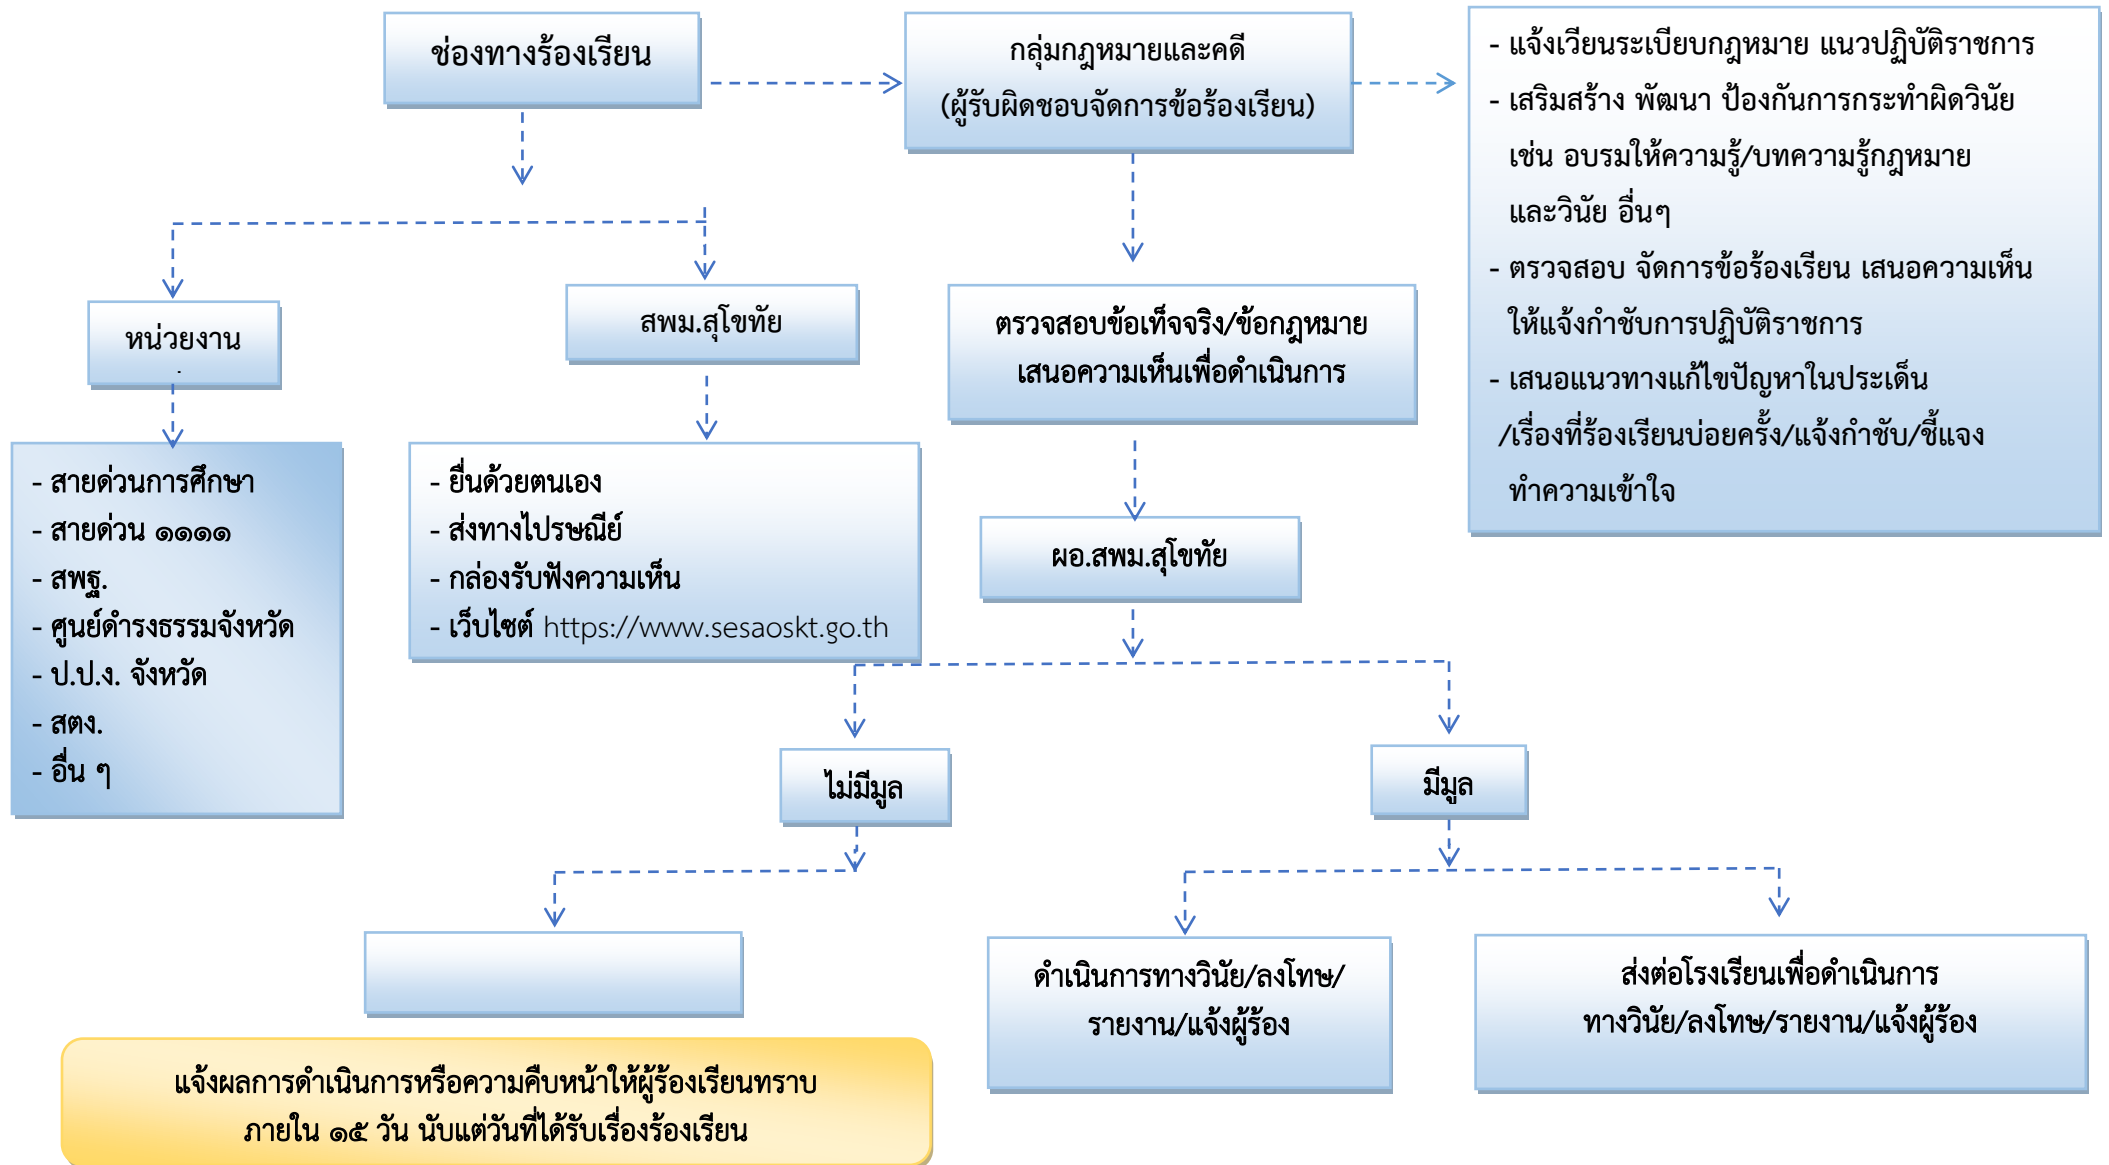 ช่องทางร้องเรียน
กลุ่มกฎหมายและคดี
(ผู้รับผิดชอบจัดการข้อร้องเรียน)
- แจ้งเวียนระเบียบกฎหมาย แนวปฏิบัติราชการ
- เสริมสร้าง พัฒนา ป้องกันการกระทำผิดวินัย
เช่น อบรมให้ความรู้/บทความรู้กฎหมาย
และวินัย อื่นๆ
- ตรวจสอบ จัดการข้อร้องเรียน เสนอความเห็น
ให้แจ้งกำชับการปฏิบัติราชการ
- เสนอแนวทางแก้ไขปัญหาในประเด็น
/เรื่องที่ร้องเรียนบ่อยครั้ง/แจ้งกำชับ/ชี้แจง
ทำความเข้าใจ
หน่วยงาน
สพม.สุโขทัย
ตรวจสอบข้อเท็จจริง/ข้อกฎหมาย
เสนอความเห็นเพื่อดำเนินการ
- สายด่วนการศึกษา
- สายด่วน ๑๑๑๑
- สพฐ.
- ศูนย์ดำรงธรรมจังหวัด
- ป.ป.ง. จังหวัด
- สตง.
- อื่น ๆ
- ยื่นด้วยตนเอง
- ส่งทางไปรษณีย์
- กล่องรับฟังความเห็น
- เว็บไซต์ https://www.sesaoskt.go.th
ผอ.สพม.สุโขทัย
ไม่มีมูล
มีมูล
ดำเนินการทางวินัย/ลงโทษ/
รายงาน/แจ้งผู้ร้อง
ส่งต่อโรงเรียนเพื่อดำเนินการ
ทางวินัย/ลงโทษ/รายงาน/แจ้งผู้ร้อง
แจ้งผลการดำเนินการหรือความคืบหน้าให้ผู้ร้องเรียนทราบ
ภายใน ๑๕ วัน นับแต่วันที่ได้รับเรื่องร้องเรียน